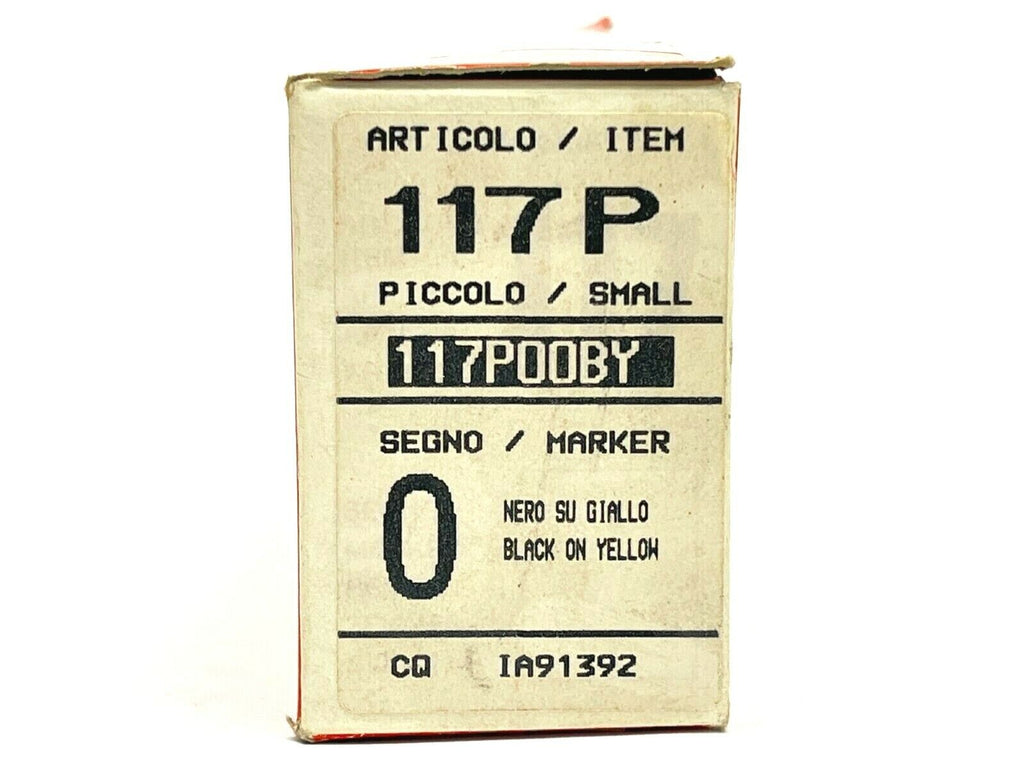 ARTICOLO / ITEM
117P
PICCOLO / SMALL
117P00BY
SEGNO / MARKER
0 NERO SU GIALLO
BLACK ON YELLOW
CQ IA91392